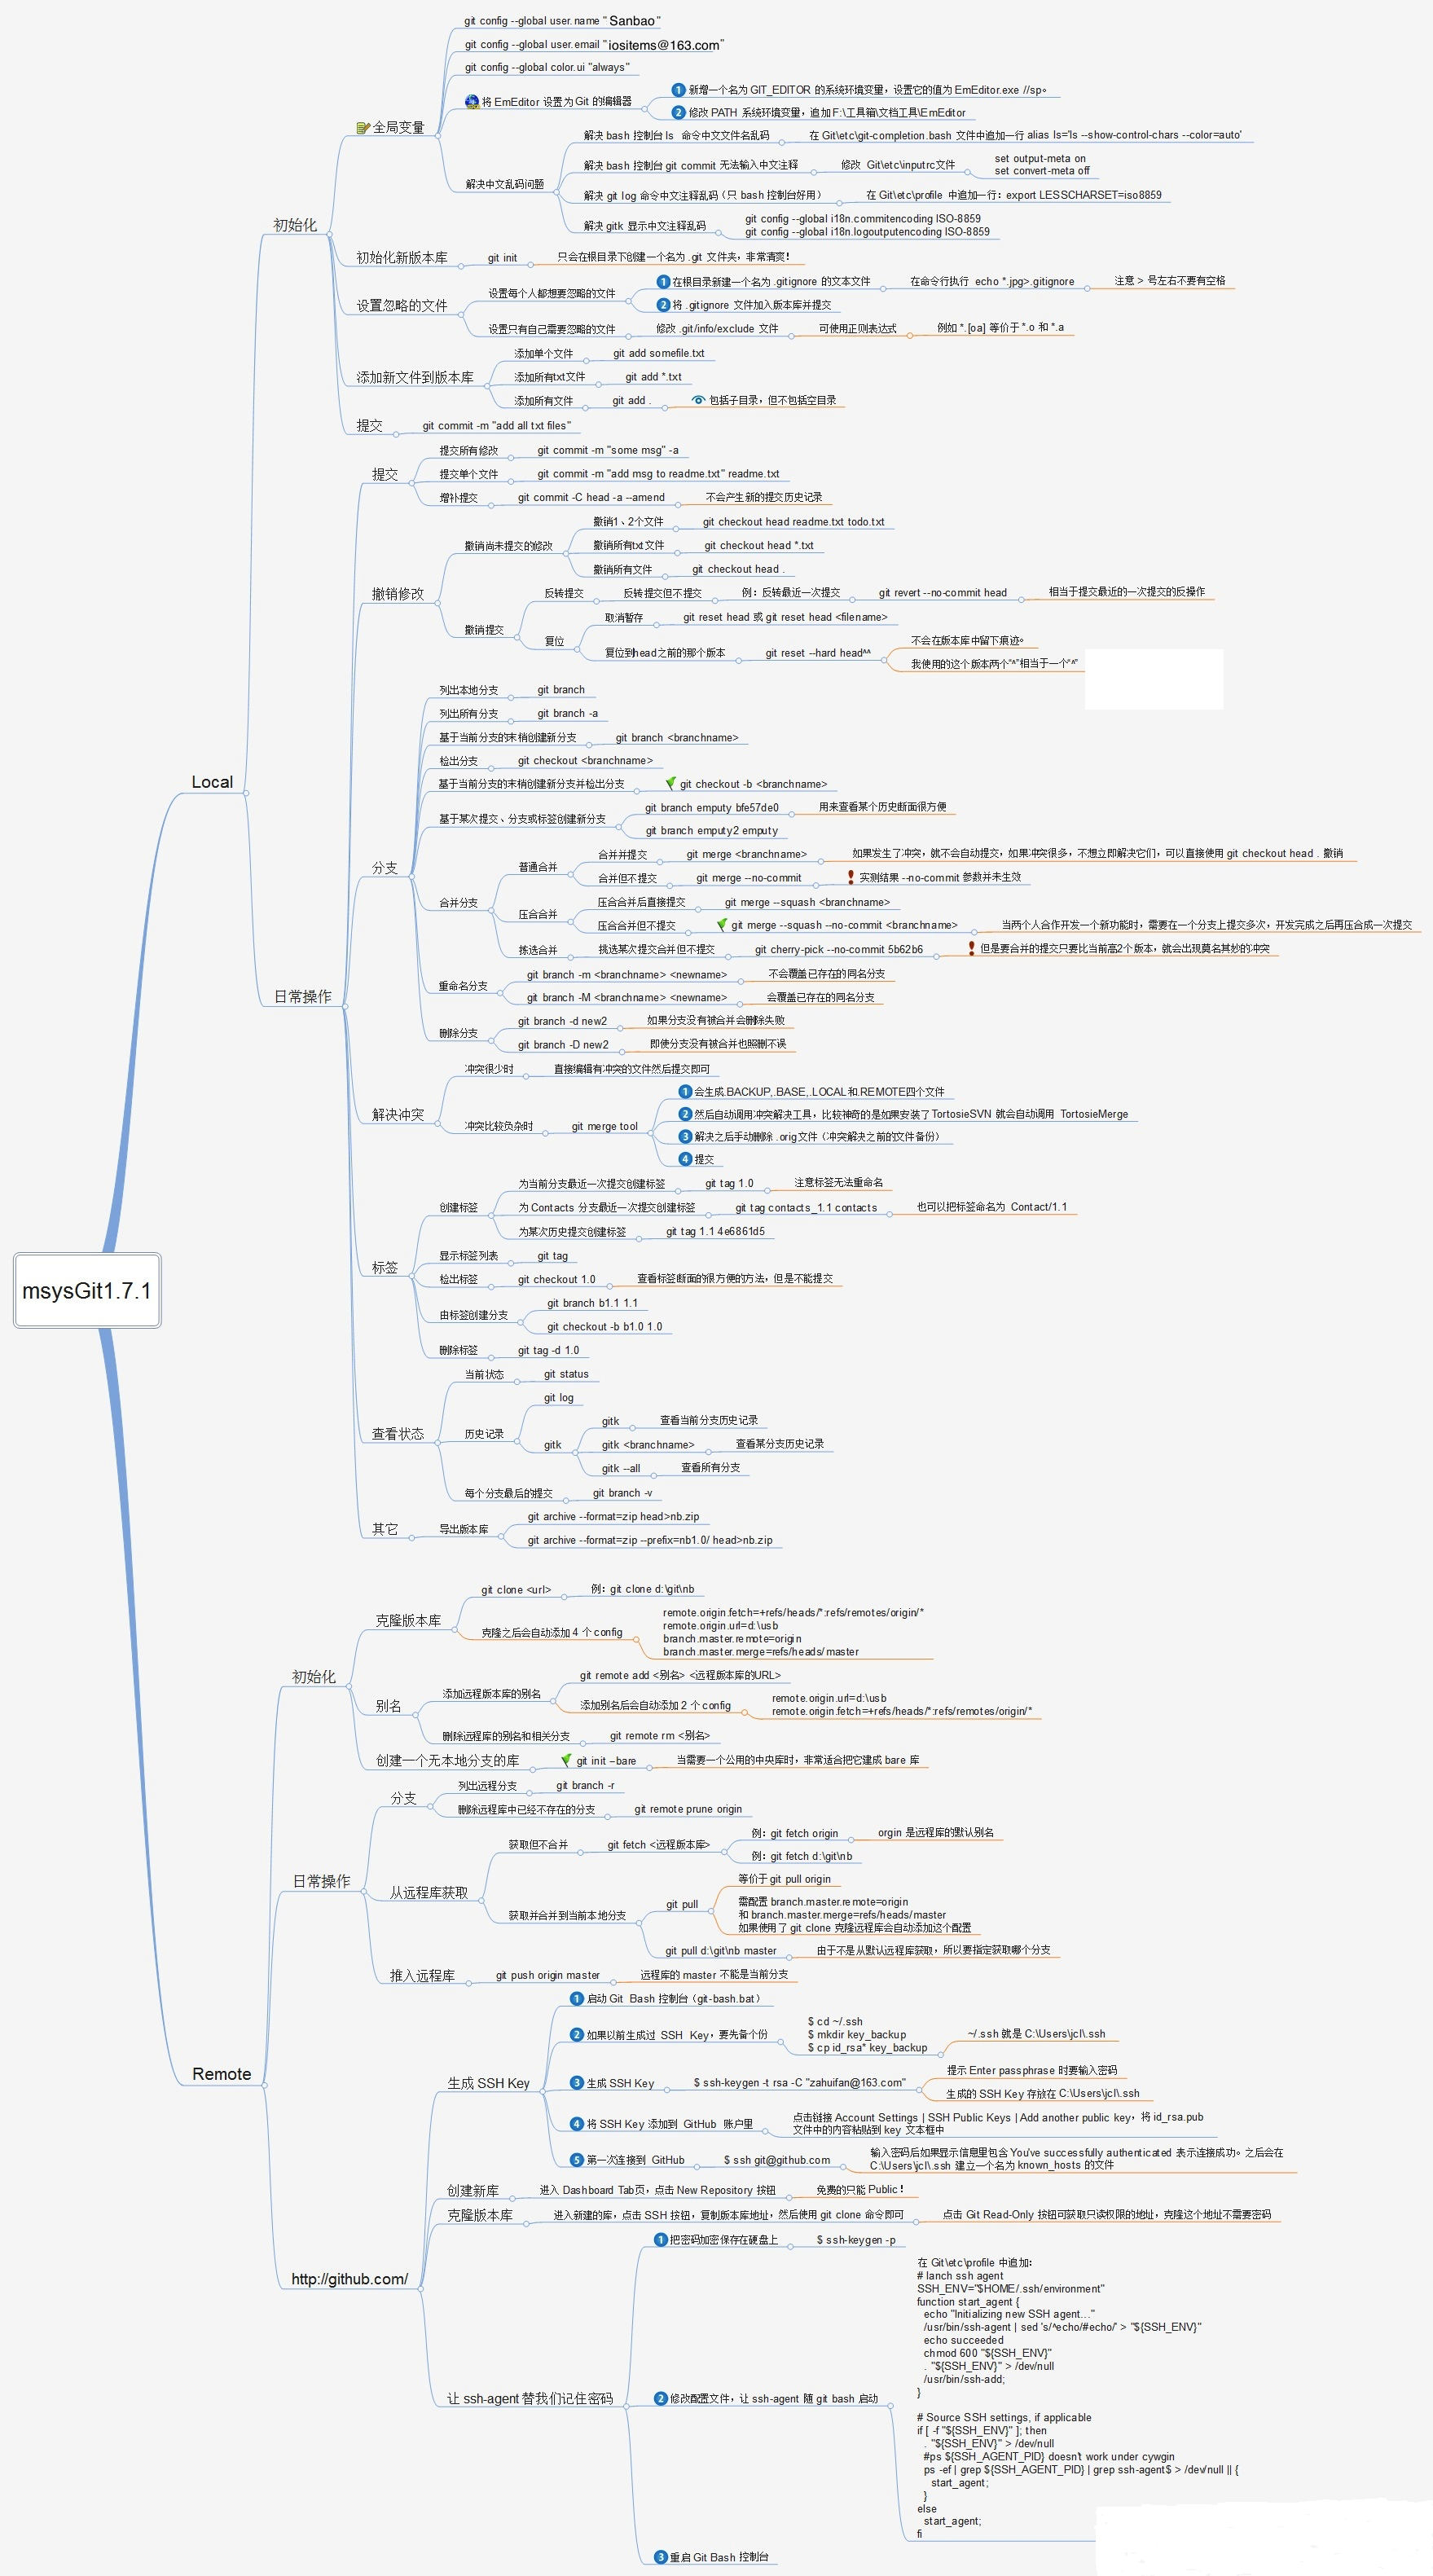 msysGit1.7.1
Local
初始化
全局变量
git config --global user.name "Sanbao"
git config --global user.email "iositems@163.com"
git config --global color.ui "always"
将 EmEditor 设置为 Git 的编辑器
1 新增一个名为 GIT_EDITOR 的系统环境变量，设置它的值为 EmEditor.exe //sp。
2 修改 PATH 系统环境变量，追加 F:\工具箱\文档工具\EmEditor
解决中文乱码问题
解决 bash 控制台 ls 命令中文文件名乱码
在 Git\etc\git-completion.bash 文件中追加一行 alias ls='ls --show-control-chars --color=auto'
解决 bash 控制台 git commit 无法输入中文注释
修改 Git\etc\inputrc文件
set output-meta on
set convert-meta off
解决 git log 命令中文注释乱码（只 bash 控制台好用）
在 Git\etc\profile 中追加一行：export LESSCHARSET=iso8859
解决 gitk 显示中文注释乱码
git config --global i18n.commitencoding ISO-8859
git config --global i18n.logoutputencoding ISO-8859
初始化新版本库
git init
只会在根目录下创建一个名为 .git 文件夹，非常清爽！
设置忽略的文件
设置每个人都想要忽略的文件
1 在根目录新建一个名为 .gitignore 的文本文件
在命令行执行 echo *.jpg>.gitignore
注意 > 号左右不要有空格
2 将 .gitignore 文件加入版本库并提交
设置只有自己需要忽略的文件
修改 .git/info/exclude 文件
可使用正则表达式
例如 *.[oa] 等价于 *.o 和 *.a
添加新文件到版本库
添加单个文件
git add somefile.txt
添加所有txt文件
git add *.txt
添加所有文件
git add .
包括子目录，但不包括空目录
提交
git commit -m "add all txt files"
日常操作
提交
提交所有修改
git commit -m "some msg" -a
提交单个文件
git commit -m "add msg to readme.txt" readme.txt
增补提交
git commit -C head -a --amend
不会产生新的提交历史记录
撤销修改
撤销尚未提交的修改
撤销1、2个文件
git checkout head readme.txt todo.txt
撤销所有txt文件
git checkout head *.txt
撤销所有文件
git checkout head .
撤销提交
反转提交
反转提交但不提交
例：反转最近一次提交
git revert --no-commit head
相当于提交最近的一次提交的反操作
复位
取消暂存
git reset head 或 git reset head <filename>
复位到head之前的那个版本
git reset --hard head^^
不会在版本库中留下痕迹。
我使用的这个版本两个"^"相当于一个"^"
分支
列出本地分支
git branch
列出所有分支
git branch -a
基于当前分支的末梢创建新分支
git branch <branchname>
检出分支
git checkout <branchname>
基于当前分支的末梢创建新分支并检出分支
git checkout -b <branchname>
基于某次提交、分支或标签创建新分支
git branch emputy bfe57de0
用来查看某个历史断面很方便
git branch emputy2 emputy
合并分支
普通合并
合并并提交
git merge <branchname>
如果发生了冲突，就不会自动提交，如果冲突很多，不想立即解决它们，可以直接使用 git checkout head . 撤销
合并但不提交
git merge --no-commit
实测结果 --no-commit 参数并未生效
压合合并
压合合并后直接提交
git merge --squash <branchname>
压合合并但不提交
git merge --squash --no-commit <branchname>
当两个人合作开发一个新功能时，需要在一个分支上提交多次，开发完成之后再压合成一次提交
拣选合并
挑选某次提交合并但不提交
git cherry-pick --no-commit 5b62b6
但是要合并的提交只要比当前高2个版本，就会出现莫名其妙的冲突
重命名分支
git branch -m <branchname> <newname>
不会覆盖已存在的同名分支
git branch -M <branchname> <newname>
会覆盖已存在的同名分支
删除分支
git branch -d new2
如果分支没有被合并会删除失败
git branch -D new2
即使分支没有被合并也照删不误
解决冲突
冲突很少时
直接编辑有冲突的文件然后提交即可
冲突比较负杂时
git merge tool
1 会生成.BACKUP,.BASE,.LOCAL和.REMOTE四个文件
2 然后自动调用冲突解决工具，比较神奇的是如果安装了TortosieSVN 就会自动调用 TortosieMerge
3 解决之后手动删除 .orig文件（冲突解决之前的文件备份）
4 提交
标签
创建标签
为当前分支最近一次提交创建标签
git tag 1.0
注意标签无法重命名
为 Contacts 分支最近一次提交创建标签
git tag contacts_1.1 contacts
也可以把标签命名为 Contact/1.1
为某次历史提交创建标签
git tag 1.1 4e6861d5
显示标签列表
git tag
检出标签
git checkout 1.0
查看标签断面的很方便的方法，但是不能提交
由标签创建分支
git branch b1.1 1.1
git checkout -b b1.0 1.0
删除标签
git tag -d 1.0
查看状态
当前状态
git status
历史记录
git log
gitk
gitk
查看当前分支历史记录
gitk <branchname>
查看某分支历史记录
gitk --all
查看所有分支
每个分支最后的提交
git branch -v
其它
导出版本库
git archive --format=zip head>nb.zip
git archive --format=zip --prefix=nb1.0/ head>nb.zip
Remote
初始化
克隆版本库
git clone <url>
例：git clone d:\git\nb
克隆之后会自动添加 4 个 config
remote.origin.fetch=+refs/heads/*:refs/remotes/origin/*
remote.origin.url=d:\usb
branch.master.remote=origin
branch.master.merge=refs/heads/master
别名
添加远程版本库的别名
git remote add <别名> <远程版本库的URL>
添加别名后会自动添加 2 个 config
remote.origin.url=d:\usb
remote.origin.fetch=+refs/heads/*:refs/remotes/origin/*
删除远程库的别名和相关分支
git remote rm <别名>
创建一个无本地分支的库
git init –bare
当需要一个公用的中央库时，非常适合把它建成 bare 库
日常操作
分支
列出远程分支
git branch -r
删除远程库中已经不存在的分支
git remote prune origin
从远程库获取
获取但不合并
git fetch <远程版本库>
例：git fetch origin
orgin 是远程库的默认别名
例：git fetch d:\git\nb
获取并合并到当前本地分支
git pull
等价于 git pull origin
需配置 branch.master.remote=origin
和 branch.master.merge=refs/heads/master
如果使用了 git clone 克隆远程库会自动添加这个配置
git pull d:\git\nb master
由于不是从默认远程库获取，所以要指定获取哪个分支
推入远程库
git push origin master
远程库的 master 不能是当前分支
http://github.com/
生成 SSH Key
1 启动 Git Bash 控制台（git-bash.bat）
2 如果以前生成过 SSH Key，要先备个份
$ cd ~/.ssh
$ mkdir key_backup
$ cp id_rsa* key_backup
~/.ssh 就是 C:\Users\jcl\.ssh
3 生成 SSH Key
$ ssh-keygen -t rsa -C "zahuifan@163.com"
提示 Enter passphrase 时要输入密码
生成的 SSH Key 存放在 C:\Users\jcl\.ssh
4 将 SSH Key 添加到 GitHub 账户里
点击链接 Account Settings | SSH Public Keys | Add another public key，将 id_rsa.pub
文件中的内容粘贴到 key 文本框中
5 第一次连接到 GitHub
$ ssh git@github.com
输入密码后如果显示信息里包含 You've successfully authenticated 表示连接成功。之后会在
C:\Users\jcl\.ssh 建立一个名为 known_hosts 的文件
创建新库
进入 Dashboard Tab页，点击 New Repository 按钮
免费的只能 Public！
克隆版本库
进入新建的库，点击 SSH 按钮，复制版本库地址，然后使用 git clone 命令即可
点击 Git Read-Only 按钮可获取只读权限的地址，克隆这个地址不需要密码
让 ssh-agent 替我们记住密码
1 把密码加密保存在硬盘上
$ ssh-keygen -p
2 修改配置文件，让 ssh-agent 随 git bash 启动
在 Git\etc\profile 中追加：
# lanch ssh agent
SSH_ENV="$HOME/.ssh/environment"
function start_agent {
echo "Initializing new SSH agent..."
/usr/bin/ssh-agent | sed 's/^echo/#echo/' > "${SSH_ENV}"
echo succeeded
chmod 600 "${SSH_ENV}"
. "${SSH_ENV}" > /dev/null
/usr/bin/ssh-add;
}
# Source SSH settings, if applicable
if [ -f "${SSH_ENV}" ]; then
. "${SSH_ENV}" > /dev/null
#ps ${SSH_AGENT_PID} doesn't work under cywgin
ps -ef | grep ${SSH_AGENT_PID} | grep ssh-agent$ > /dev/null || {
start_agent;
}
else
start_agent;
fi
3 重启 Git Bash 控制台